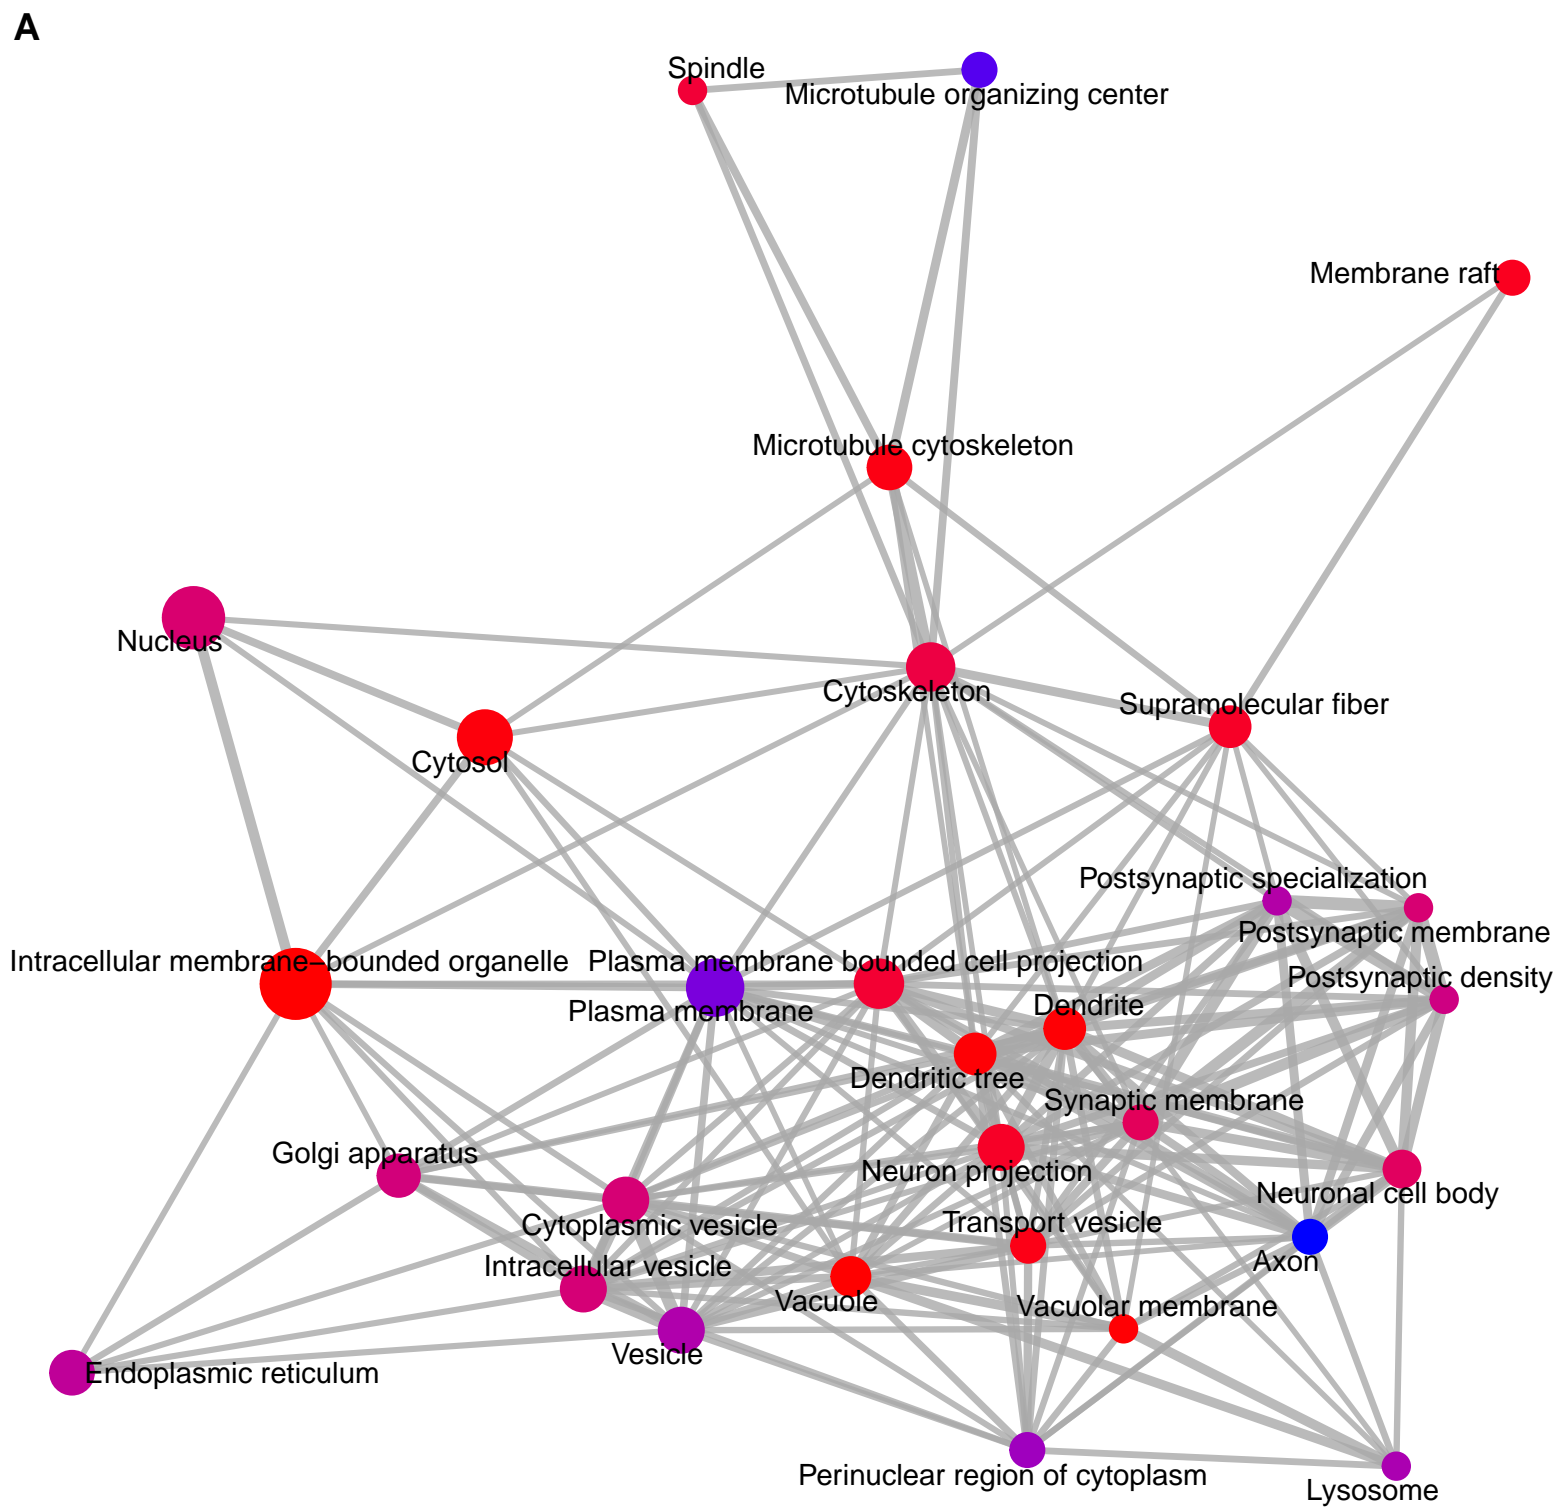 A
Spindle
Microtubule organizing center
Membrane raft
Microtubule cytoskeleton
Nucleus
Cytoskeleton
Supramolecular fiber
Cytosol
Postsynaptic specialization
Postsynaptic membrane
Intracellular membrane−bounded organelle
Plasma membrane bounded cell projection
Postsynaptic density
Plasma membrane
Dendrite
Dendritic tree
Synaptic membrane
Golgi apparatus
Neuron projection
Neuronal cell body
Cytoplasmic vesicle
Transport vesicle
Axon
Intracellular vesicle
Vacuole
Vacuolar membrane
Vesicle
Endoplasmic reticulum
Perinuclear region of cytoplasm
Lysosome